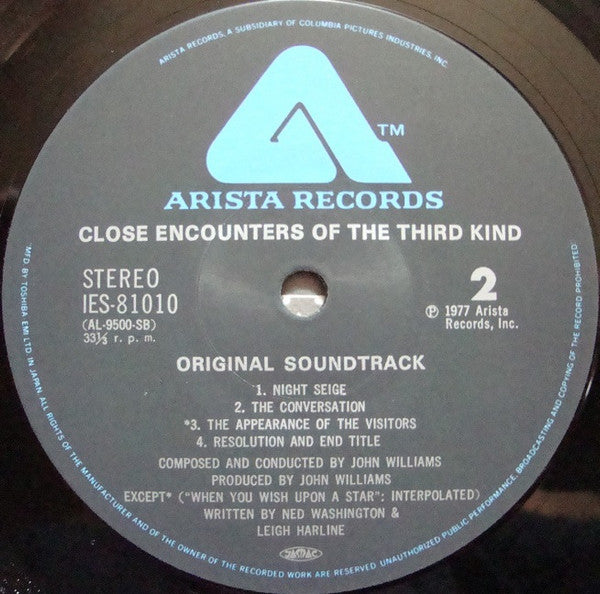 ARISTA RECORDS, A SUBSIDIARY OF COLUMBIA PICTURES INDUSTRIES, INC.
TM
ARISTA RECORDS
CLOSE ENCOUNTERS OF THE THIRD KIND
STEREO
IES-81010
(AL-9500-SB)
33⅓ r. p. m.
2
Ⓟ 1977 Arista
Records, Inc.
ORIGINAL SOUNDTRACK
1. NIGHT SEIGE
2. THE CONVERSATION
*3. THE APPEARANCE OF THE VISITORS
4. RESOLUTION AND END TITLE
COMPOSED AND CONDUCTED BY JOHN WILLIAMS
PRODUCED BY JOHN WILLIAMS
EXCEPT* ("WHEN YOU WISH UPON A STAR": INTERPOLATED)
WRITTEN BY NED WASHINGTON &
LEIGH HARLINE
JASRAC
MFD BY TOSHIBA EMI LTD. IN JAPAN. ALL RIGHTS OF THE MANUFACTURER AND OF THE OWNER OF THE RECORDED WORK ARE RESERVED. UNAUTHORIZED PUBLIC PERFORMANCE, BROADCASTING AND COPYING OF THE RECORD PROHIBITED